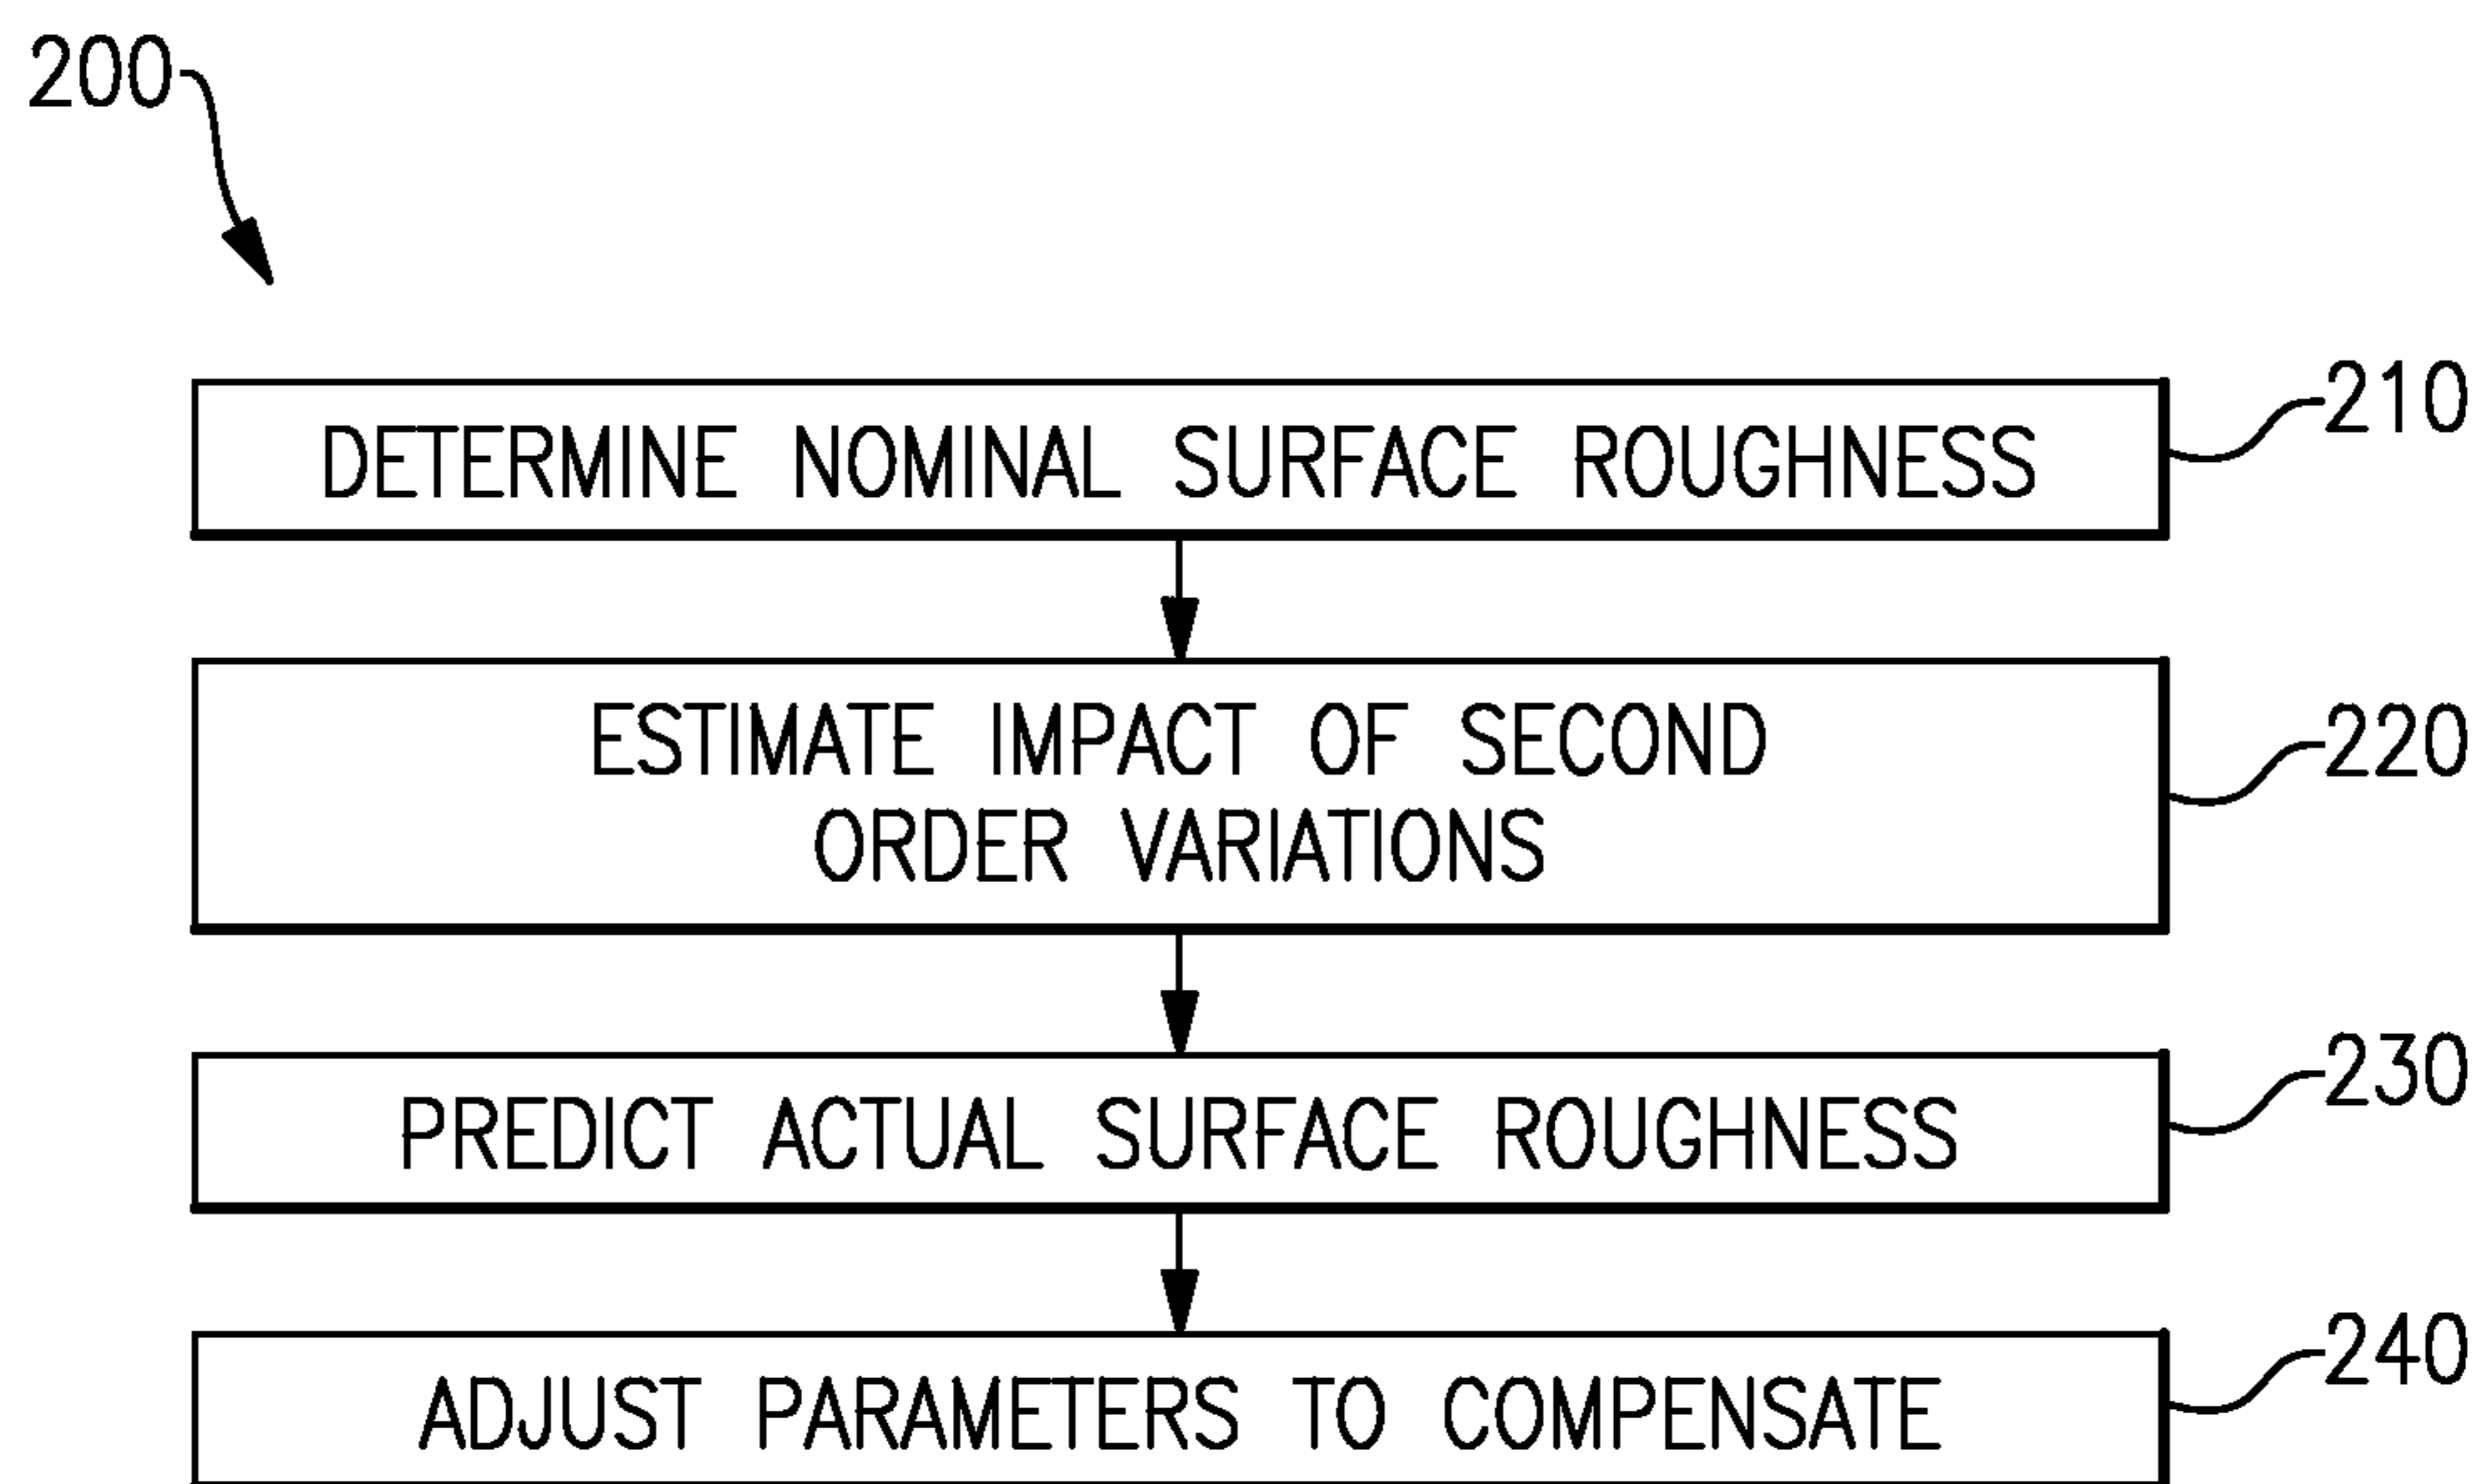 200
DETERMINE NOMINAL SURFACE ROUGHNESS
210
ESTIMATE IMPACT OF SECOND
ORDER VARIATIONS
220
PREDICT ACTUAL SURFACE ROUGHNESS
230
ADJUST PARAMETERS TO COMPENSATE
240